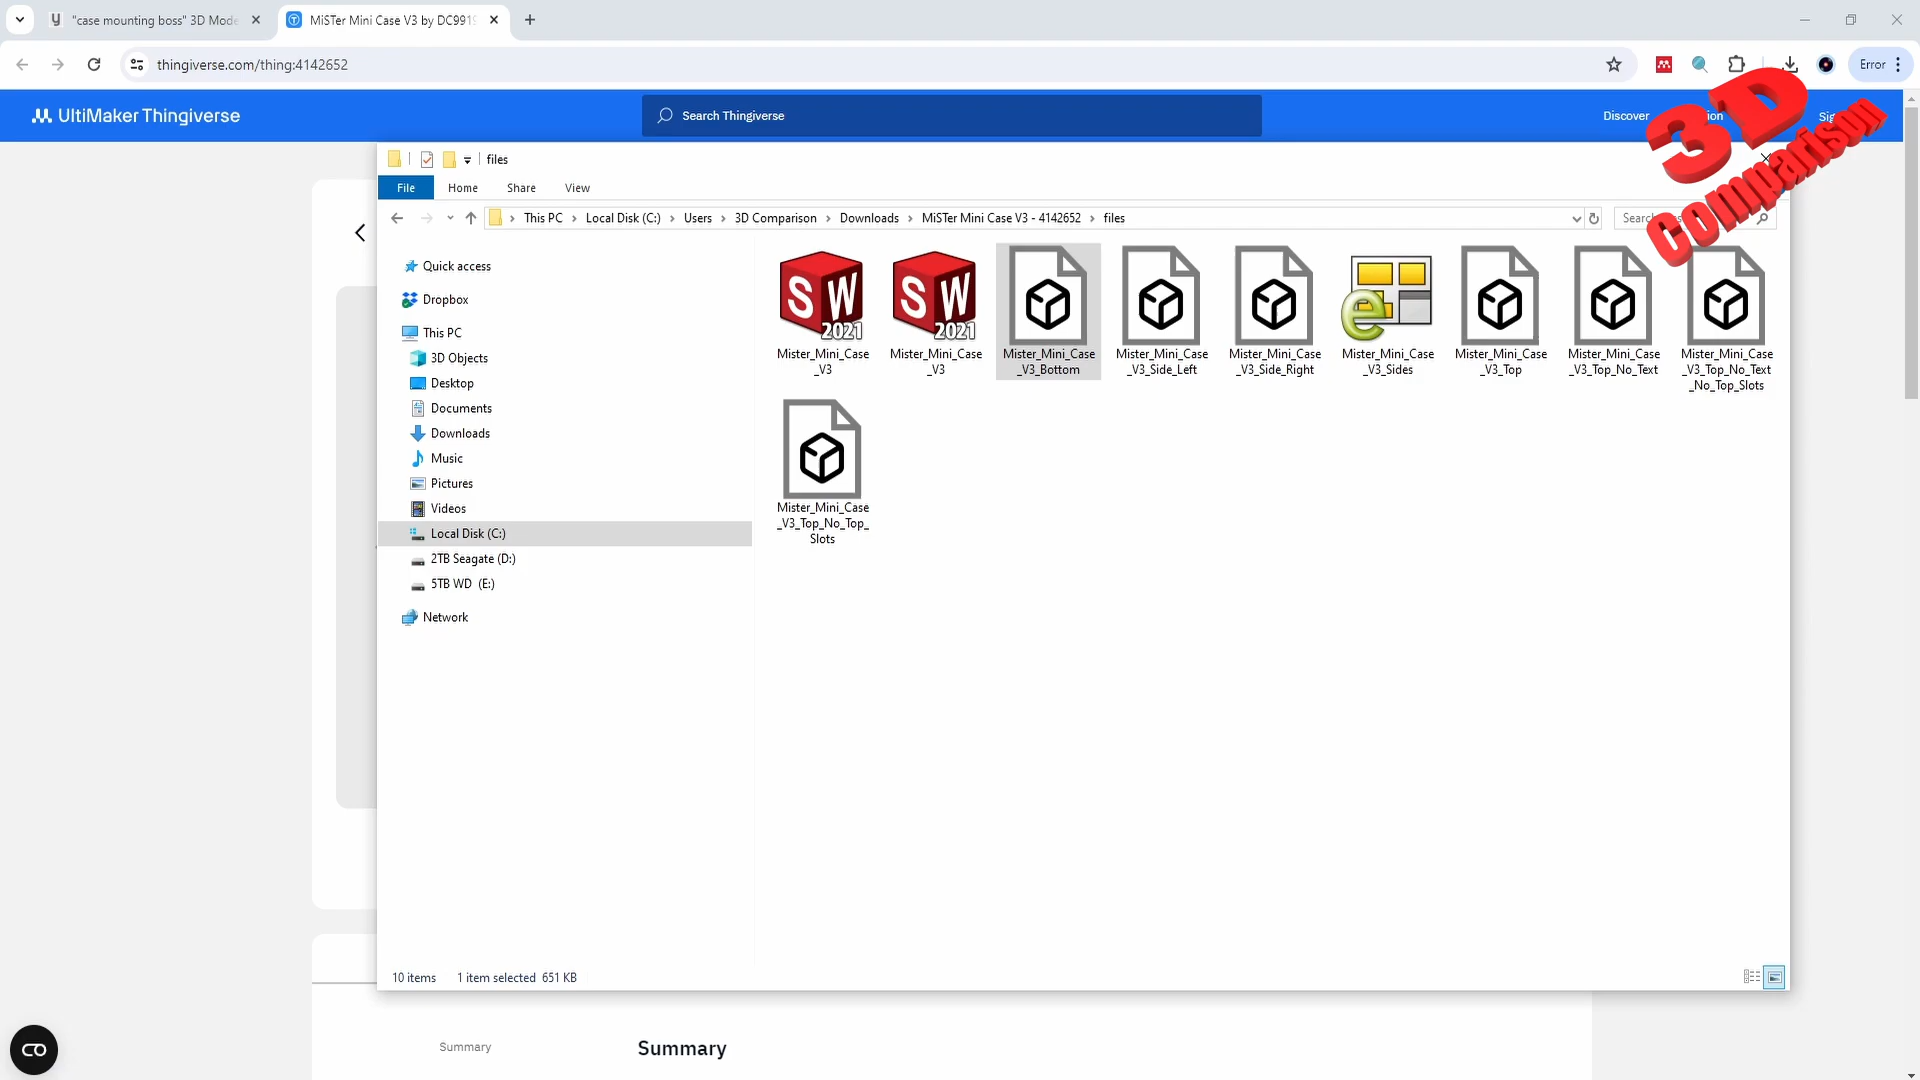 "case mounting boss" 3D Mode
MiSTer Mini Case V3 by DC9919
thingiverse.com/thing:4142652
Error
UltiMaker Thingiverse
Search Thingiverse
Discover
3D
Comparison
files
File
Home
Share
View
This PC
Local Disk (C:)
Users
3D Comparison
Downloads
MiSTer Mini Case V3 - 4142652
files
Quick access
Dropbox
This PC
3D Objects
Desktop
Documents
Downloads
Music
Pictures
Videos
Local Disk (C:)
2TB Seagate (D:)
5TB WD (E:)
Network
SW
2021
Mister_Mini_Case
_V3
SW
2021
Mister_Mini_Case
_V3
Mister_Mini_Case
_V3_Bottom
Mister_Mini_Case
_V3_Side_Left
Mister_Mini_Case
_V3_Side_Right
Mister_Mini_Case
_V3_Sides
Mister_Mini_Case
_V3_Top
Mister_Mini_Case
_V3_Top_No_Text
Mister_Mini_Case
_V3_Top_No_Text
_No_Top_Slots
Mister_Mini_Case
_V3_Top_No_Top_
Slots
10 items
1 item selected 651 KB
Summary
Summary